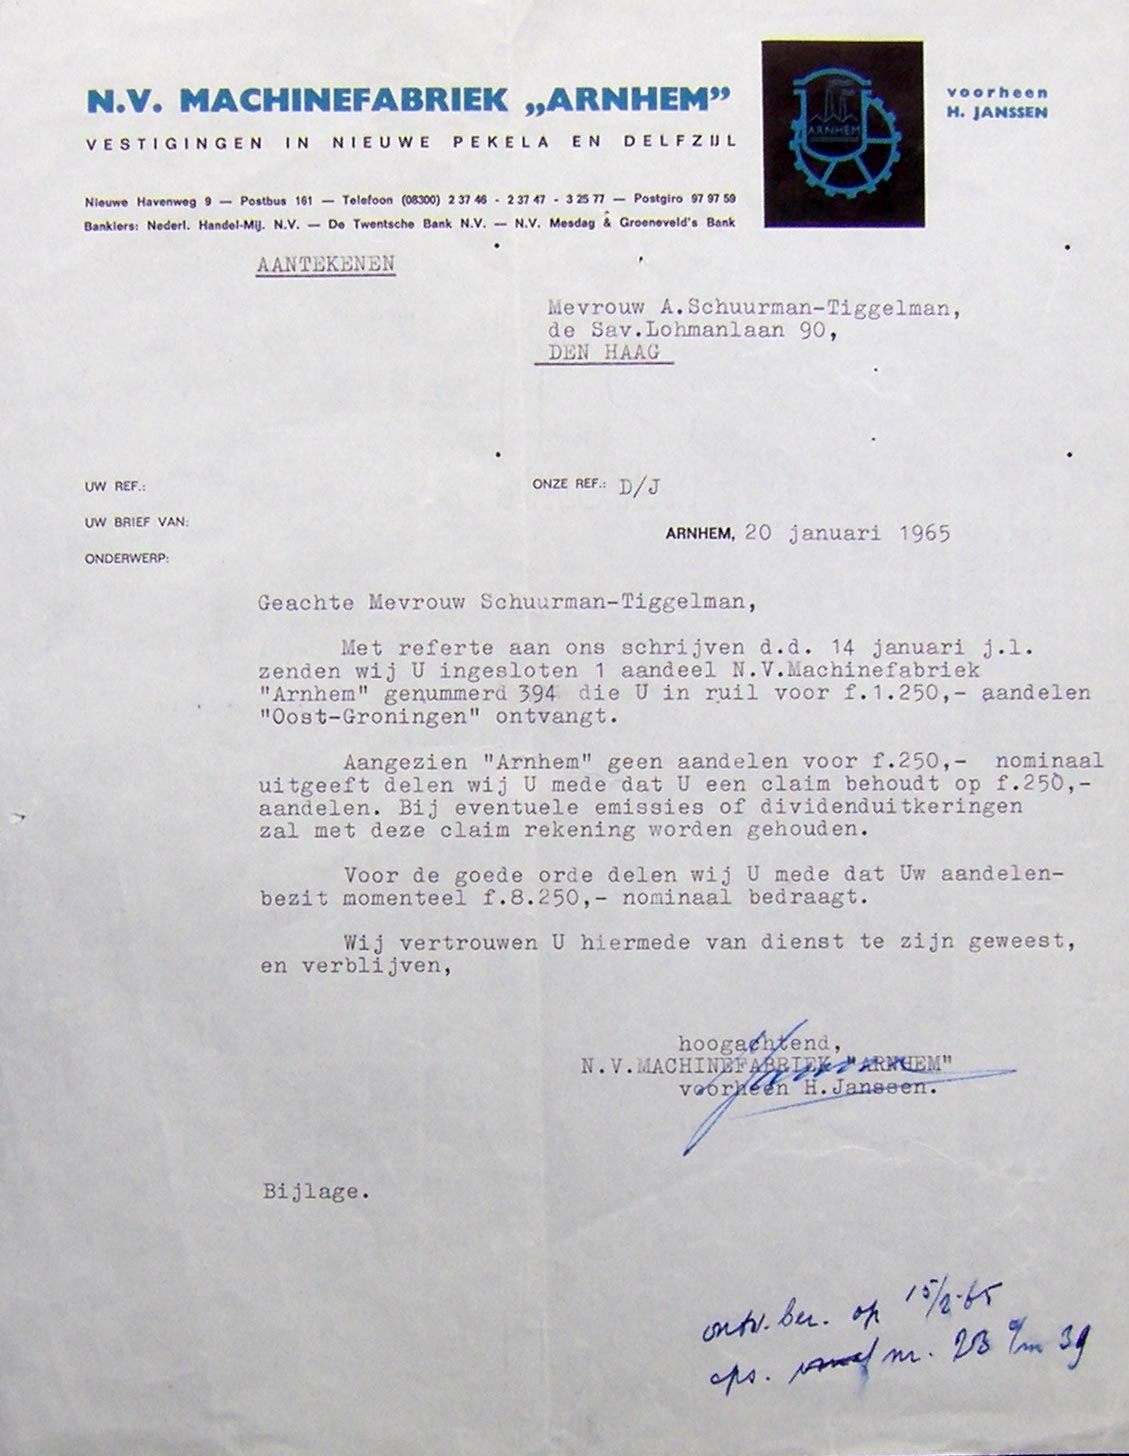 N.V. MACHINEFABRIEK „ARNHEM”
VESTIGINGEN IN NIEUWE PEKELA EN DELFZIJL
ARNHEM
voorheen
H. JANSSEN
Nieuwe Havenweg 9 — Postbus 161 — Telefoon (08300) 2 37 46 - 2 37 47 - 3 25 77 — Postgiro 97 97 59
Bankiers: Nederl. Handel-Mij. N.V. — De Twentsche Bank N.V. — N.V. Mesdag & Groeneveld's Bank
AANTEKENEN
Mevrouw A.Schuurman-Tiggelman,
de Sav.Lohmanlaan 90,
DEN HAAG
UW REF.:
ONZE REF.: D/J
UW BRIEF VAN:
ARNHEM, 20 januari 1965
ONDERWERP:
Geachte Mevrouw Schuurman-Tiggelman,
Met referte aan ons schrijven d.d. 14 januari j.l.
zenden wij U ingesloten 1 aandeel N.V.Machinefabriek
"Arnhem" genummerd 394 die U in ruil voor f.1.250,- aandelen
"Oost-Groningen" ontvangt.
Aangezien "Arnhem" geen aandelen voor f.250,- nominaal
uitgeeft delen wij U mede dat U een claim behoudt op f.250,-
aandelen. Bij eventuele emissies of dividenduitkeringen
zal met deze claim rekening worden gehouden.
Voor de goede orde delen wij U mede dat Uw aandelen-
bezit momenteel f.8.250,- nominaal bedraagt.
Wij vertrouwen U hiermede van dienst te zijn geweest,
en verblijven,
hoogachtend,
N.V.MACHINEFABRIEK "ARNHEM"
voorheen H.Janssen.
Bijlage.
ontv. ber. op 15/2-65
cps. nr. 23 t/m 39